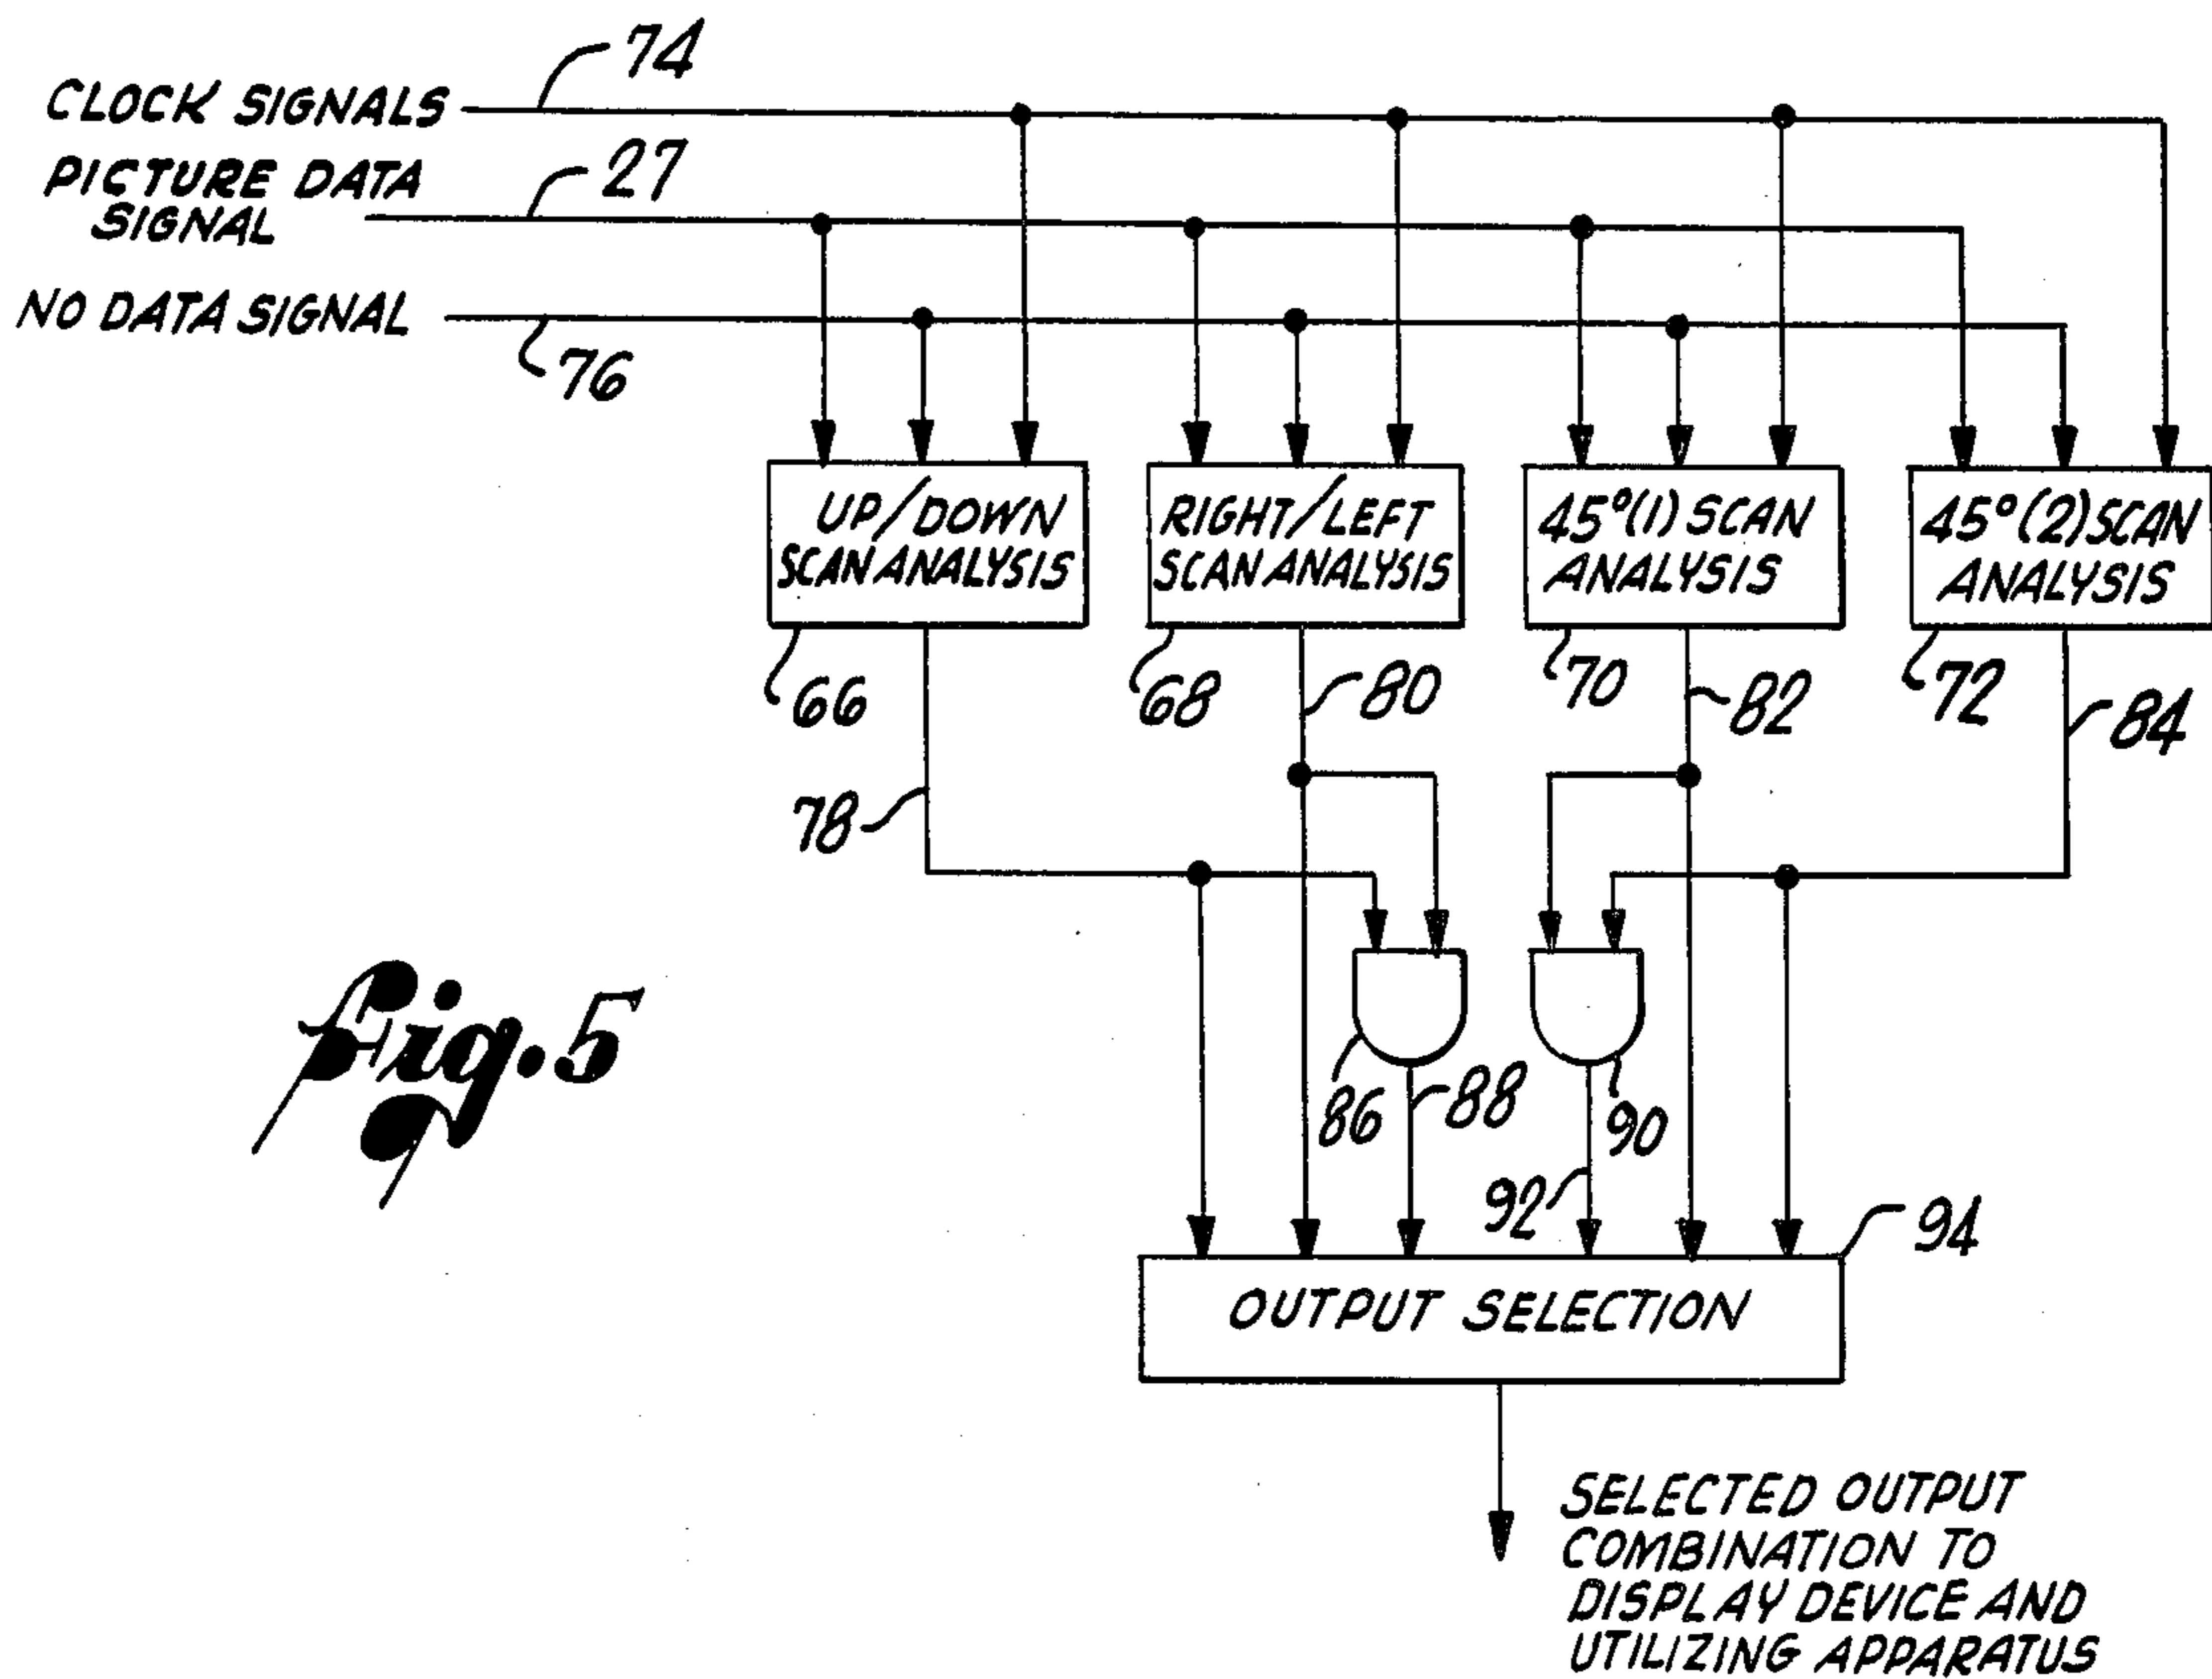 74
CLOCK SIGNALS
PICTURE DATA
SIGNAL
27
NO DATA SIGNAL
76
UP/DOWN
SCAN ANALYSIS
RIGHT/LEFT
SCAN ANALYSIS
45°(1) SCAN
ANALYSIS
45°(2) SCAN
ANALYSIS
66
68
80
70
82
72
84
78
86
88
90
92
94
Fig. 5
OUTPUT SELECTION
SELECTED OUTPUT
COMBINATION TO
DISPLAY DEVICE AND
UTILIZING APPARATUS